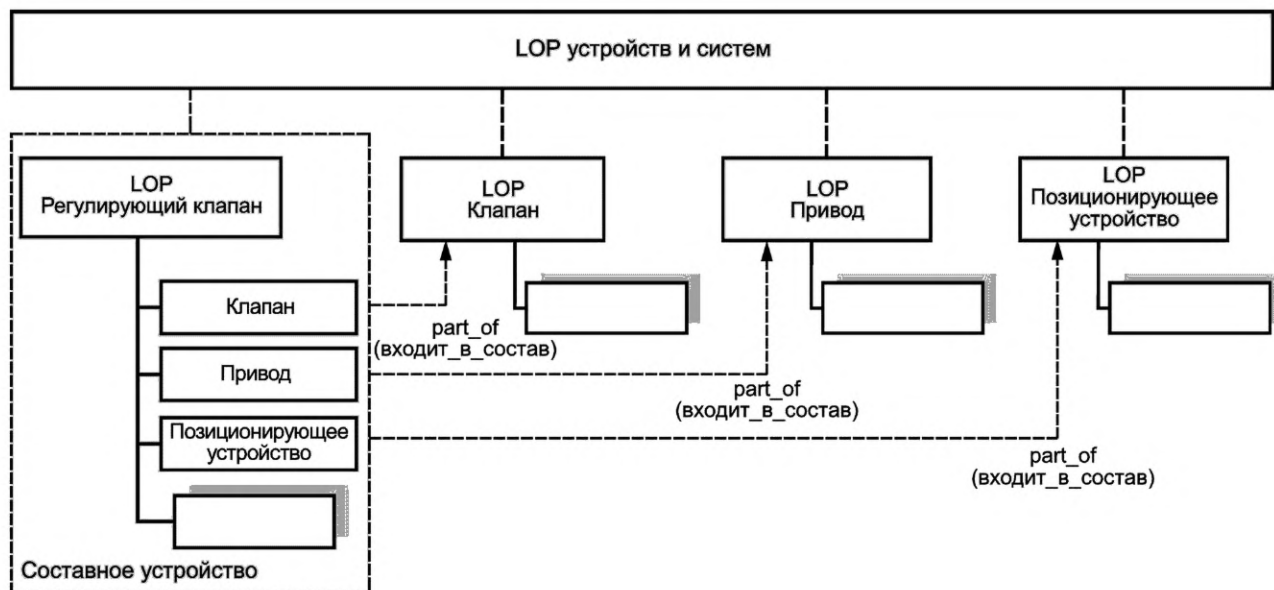 LOP устройств и систем
LOP
Регулирующий клапан
LOP
Клапан
LOP
Привод
LOP
Позиционирующее
устройство
Клапан
Привод
Позиционирующее
устройство
part_of
(входит_в_состав)
part_of
(входит_в_состав)
part_of
(входит_в_состав)
Составное устройство